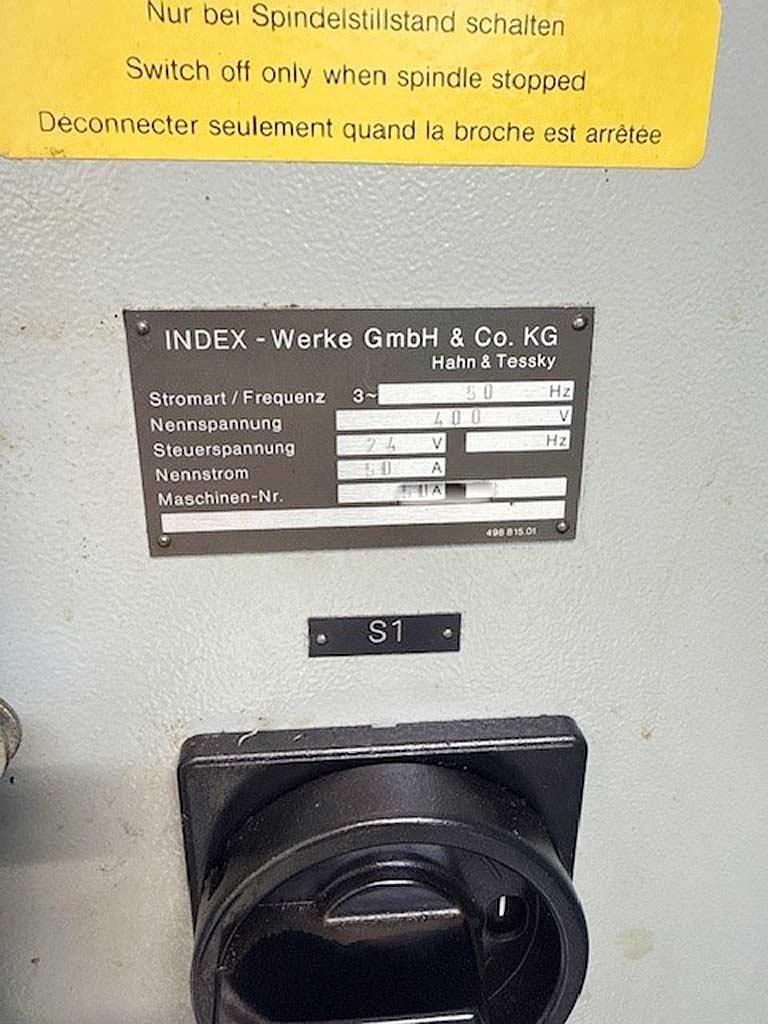 Nur bei Spindelstillstand schalten
Switch off only when spindle stopped
Déconnecter seulement quand la broche est arrêtée
INDEX - Werke GmbH & Co. KG
Hahn & Tessky
Stromart / Frequenz 3~ 50 Hz
Nennspannung 400 V
Steuerspannung 24 V Hz
Nennstrom 50 A
Maschinen-Nr.
498 815.01
S1